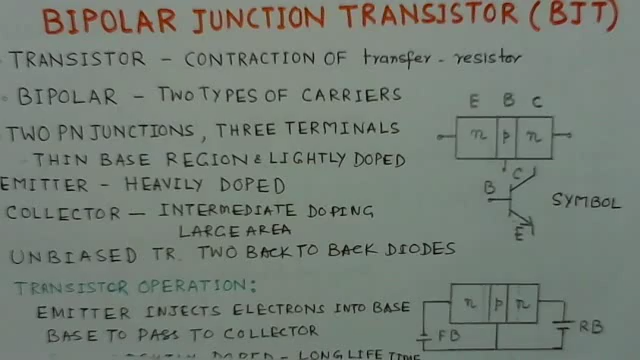 BIPOLAR JUNCTION TRANSISTOR (BJT)
TRANSISTOR - CONTRACTION OF transfer - resistor
BIPOLAR - TWO TYPES OF CARRIERS
TWO PN JUNCTIONS, THREE TERMINALS
THIN BASE REGION & LIGHTLY DOPED
EMITTER - HEAVILY DOPED
COLLECTOR - INTERMEDIATE DOPING
LARGE AREA
UNBIASED TR. TWO BACK TO BACK DIODES
TRANSISTOR OPERATION:
EMITTER INJECTS ELECTRONS INTO BASE
BASE TO PASS TO COLLECTOR
- LONG LIFE TIME
E B C
n p n
C
B
E
SYMBOL
n p n
FB
RB